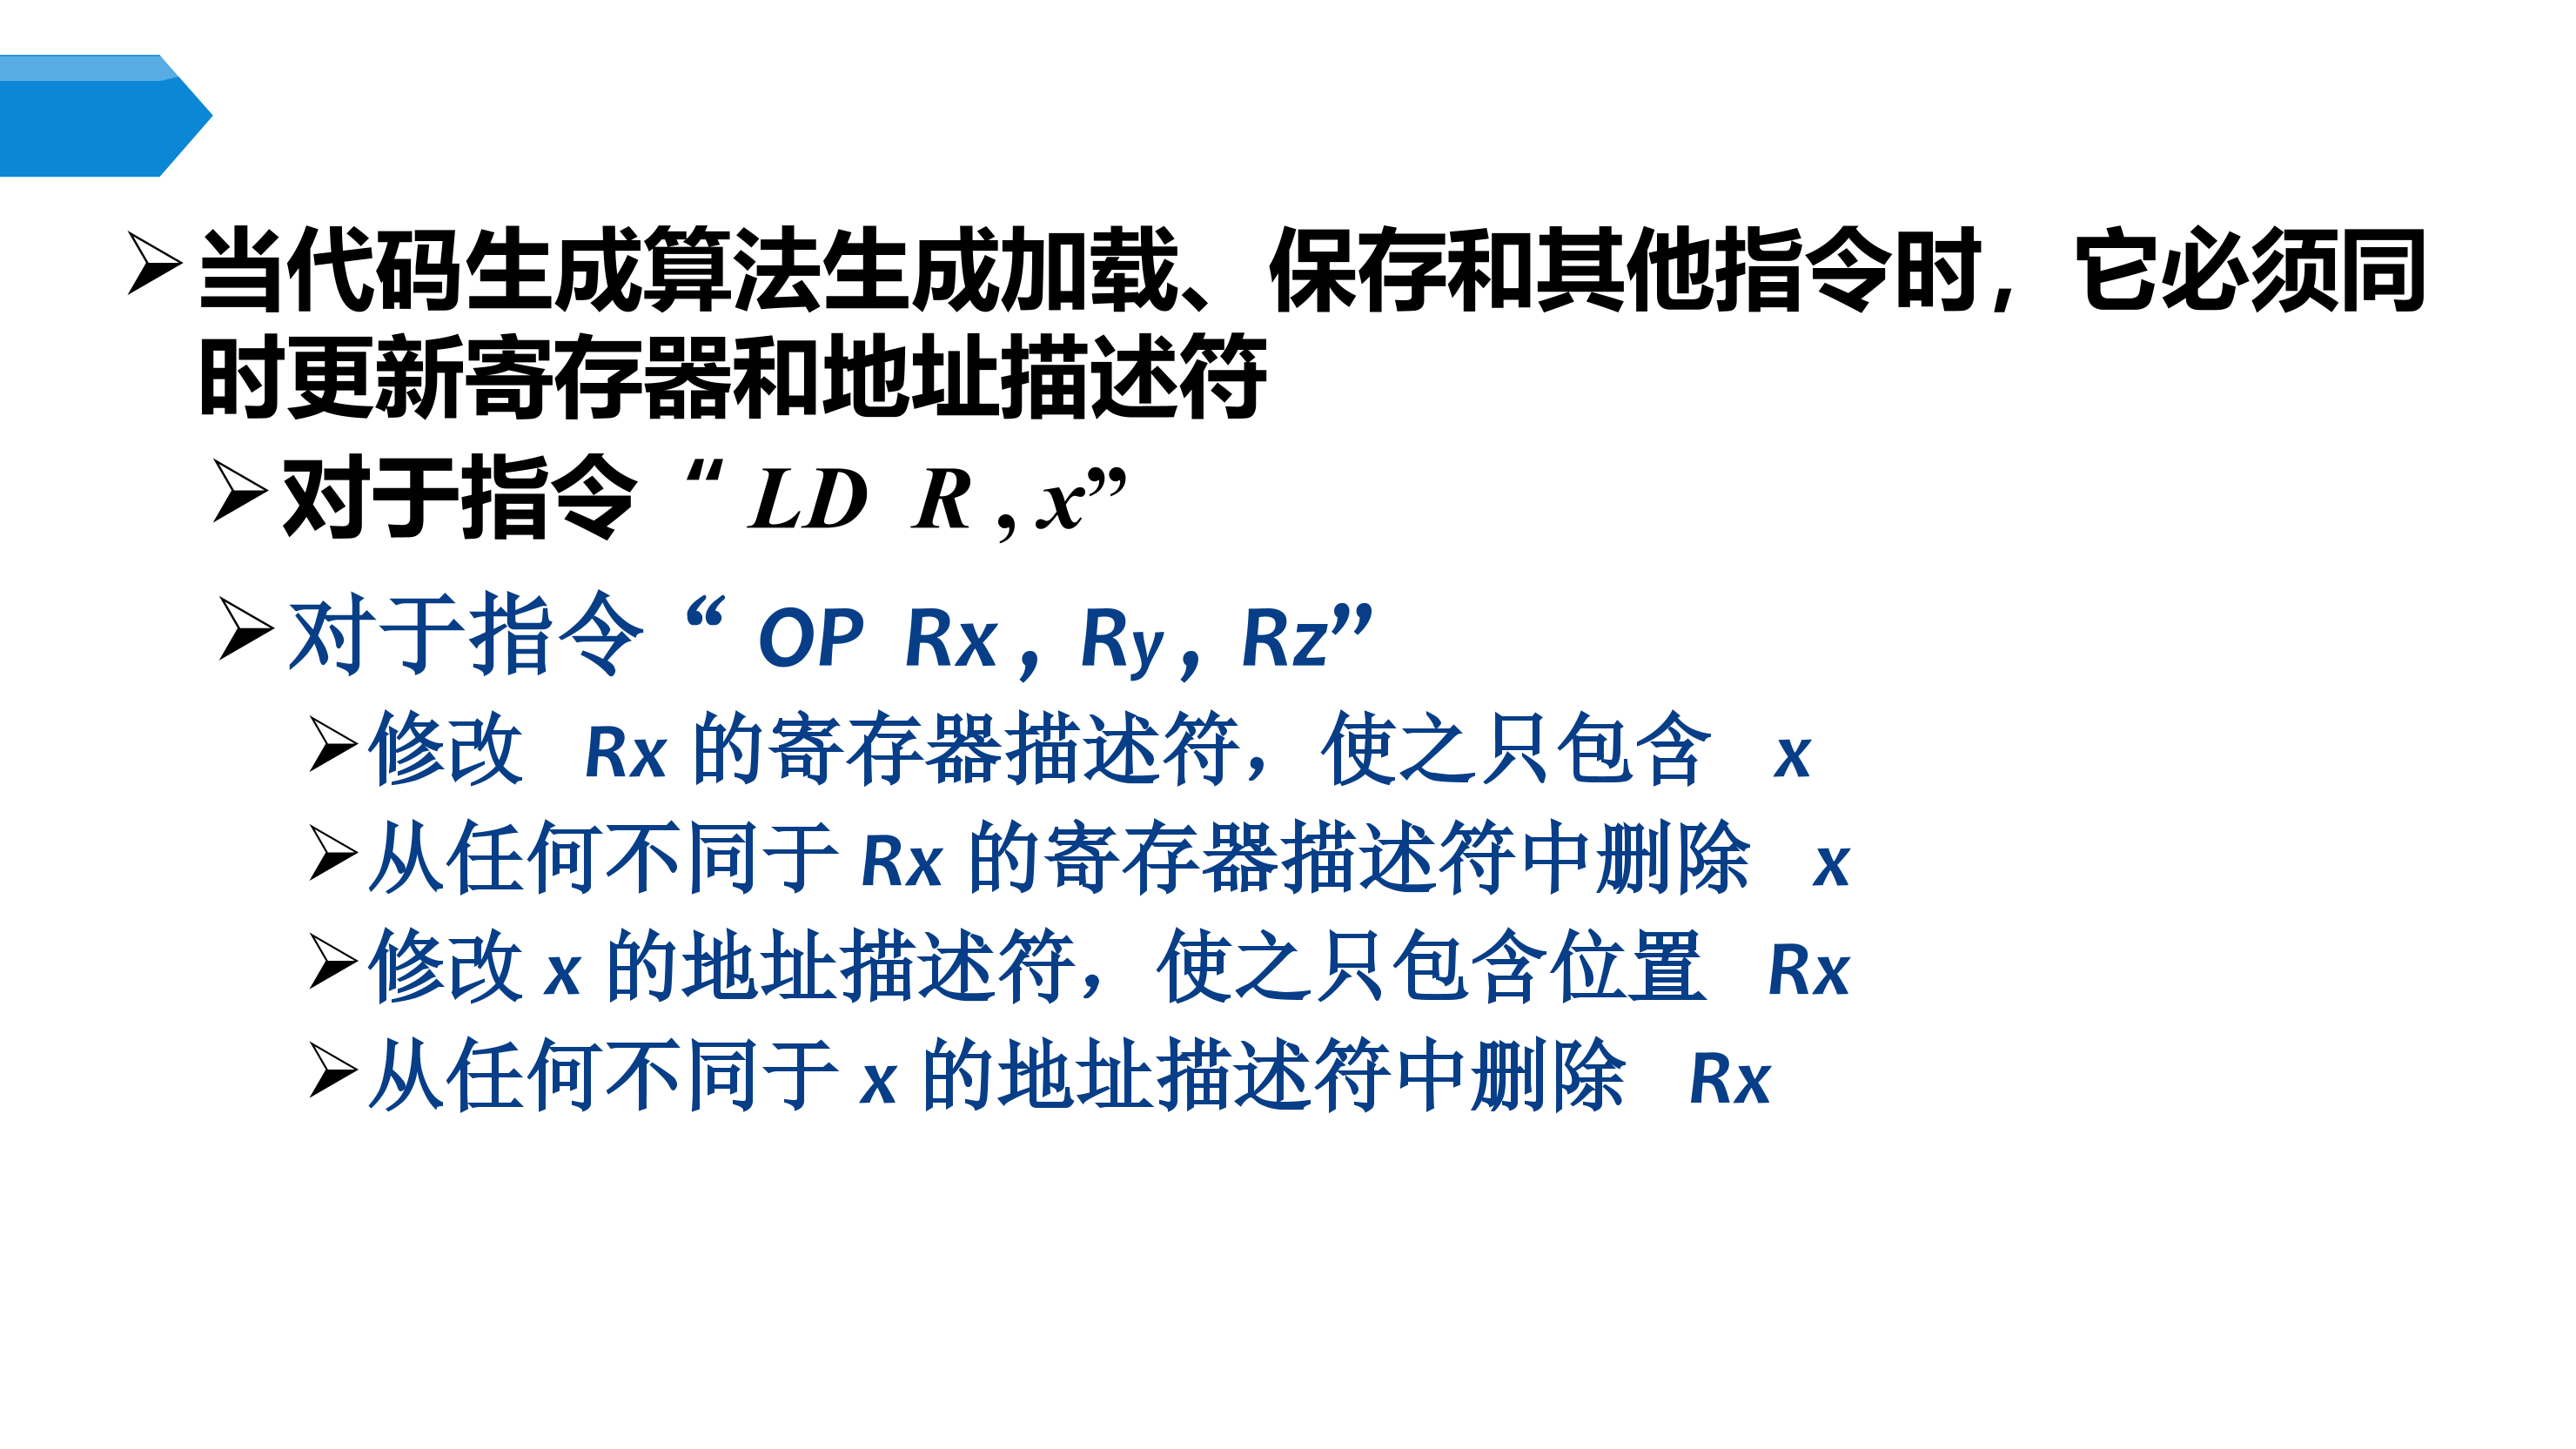 当代码生成算法生成加载、保存和其他指令时，它必须同
时更新寄存器和地址描述符
对于指令“LD R , x”
对于指令“ OP Rx , Ry , Rz”
修改 Rx 的寄存器描述符，使之只包含 x
从任何不同于 Rx 的寄存器描述符中删除 x
修改 x 的地址描述符，使之只包含位置 Rx
从任何不同于 x 的地址描述符中删除 Rx